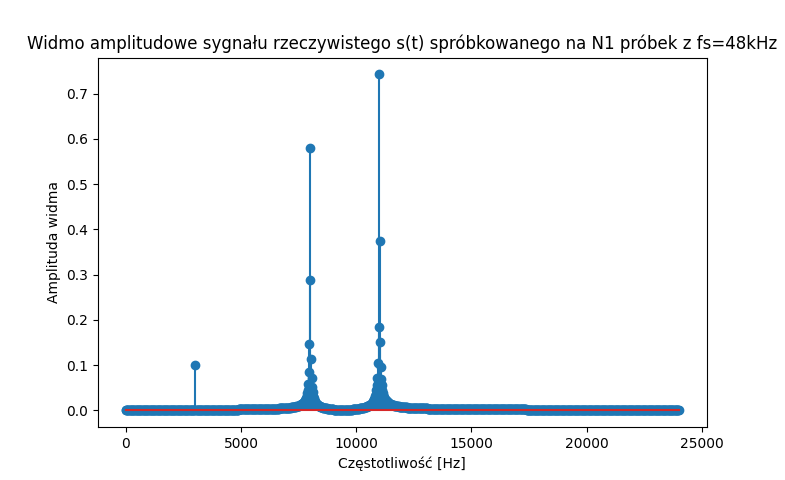 Widmo amplitudowe sygnału rzeczywistego s(t) spróbkowanego na N1 próbek z fs=48kHz
0.7
0.6
0.5
0.4
0.3
0.2
0.1
0.0
Amplituda widma
0 5000 10000 15000 20000 25000
Częstotliwość [Hz]